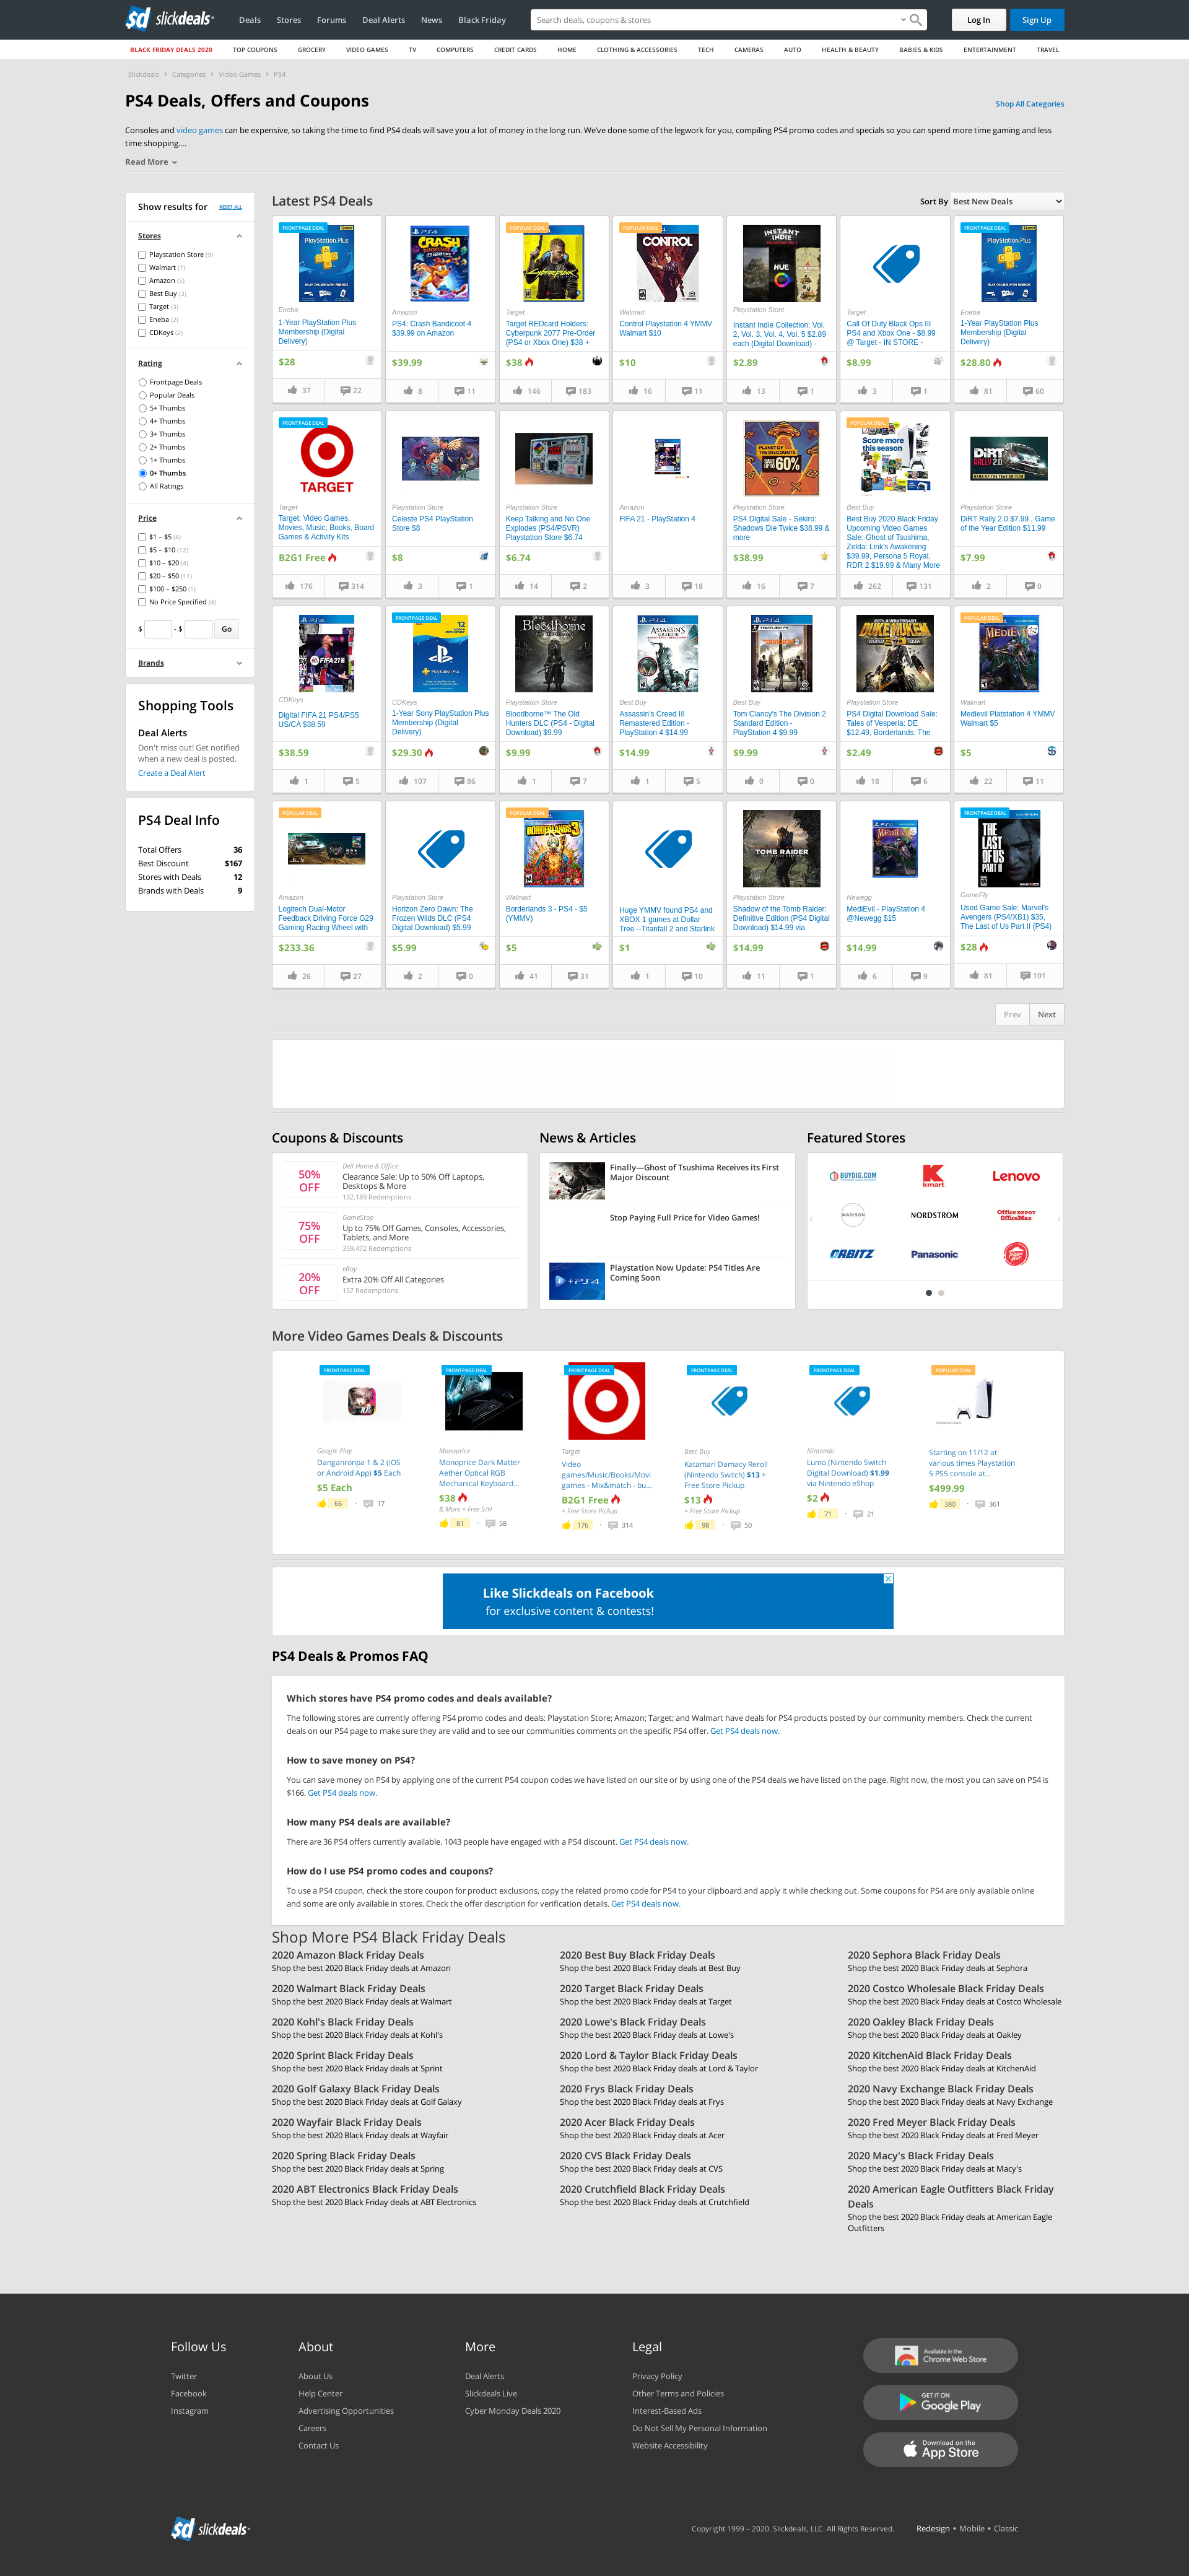 slickdeals
Deals
Stores
Forums
Deal Alerts
News
Black Friday
Search deals, coupons & stores
Log In
Sign Up
BLACK FRIDAY DEALS 2020
TOP COUPONS
GROCERY
VIDEO GAMES
TV
COMPUTERS
CREDIT CARDS
HOME
CLOTHING & ACCESSORIES
TECH
CAMERAS
AUTO
HEALTH & BEAUTY
BABIES & KIDS
ENTERTAINMENT
TRAVEL
Slickdeals > Categories > Video Games > PS4
PS4 Deals, Offers and Coupons
Shop All Categories
Consoles and video games can be expensive, so taking the time to find PS4 deals will save you a lot of money in the long run. We've done some of the legwork for you, compiling PS4 promo codes and specials so you can spend more time gaming and less
time shopping....
Read More
Show results for
RESET ALL
Stores
Playstation Store (9)
Walmart (7)
Amazon (5)
Best Buy (3)
Target (3)
Eneba (2)
CDKeys (2)
Rating
Frontpage Deals
Popular Deals
5+ Thumbs
4+ Thumbs
3+ Thumbs
2+ Thumbs
1+ Thumbs
0+ Thumbs
All Ratings
Price
$1 – $5 (4)
$5 – $10 (12)
$10 – $20 (4)
$20 – $50 (11)
$100 – $250 (1)
No Price Specified (4)
$ - $ Go
Brands
Shopping Tools
Deal Alerts
Don't miss out! Get notified
when a new deal is posted.
Create a Deal Alert
PS4 Deal Info
Total Offers 36
Best Discount $167
Stores with Deals 12
Brands with Deals 9
Latest PS4 Deals
Sort By Best New Deals
FRONTPAGE DEAL
Eneba
1-Year PlayStation Plus
Membership (Digital
Delivery)
$28
37 22
Amazon
PS4: Crash Bandicoot 4
$39.99 on Amazon
$39.99
8 11
POPULAR DEAL
Target
Target REDcard Holders:
Cyberpunk 2077 Pre-Order
(PS4 or Xbox One) $38 +
$38
146 183
POPULAR DEAL
CONTROL
Walmart
Control Playstation 4 YMMV
Walmart $10
$10
16 11
INSTANT
INDIE
HUE
Playstation Store
Instant Indie Collection: Vol.
2, Vol. 3, Vol. 4, Vol. 5 $2.89
each (Digital Download) -
$2.89
13 1
Target
Call Of Duty Black Ops III
PS4 and Xbox One - $8.99
@ Target - IN STORE -
$8.99
3 1
FRONTPAGE DEAL
Eneba
1-Year PlayStation Plus
Membership (Digital
Delivery)
$28.80
81 60
FRONTPAGE DEAL
TARGET
Target
Target: Video Games,
Movies, Music, Books, Board
Games & Activity Kits
B2G1 Free
176 314
Playstation Store
Celeste PS4 PlayStation
Store $8
$8
3 1
Playstation Store
Keep Talking and No One
Explodes (PS4/PSVR)
Playstation Store $6.74
$6.74
14 2
Amazon
FIFA 21 - PlayStation 4
3 18
PLANET OF
THE DISCOUNTS
SAVE UP TO 60%
Playstation Store
PS4 Digital Sale - Sekiro:
Shadows Die Twice $38.99 &
more
$38.99
16 7
POPULAR DEAL
Score more
this season
Best Buy
Best Buy 2020 Black Friday
Upcoming Video Games
Sale: Ghost of Tsushima,
Zelda: Link's Awakening
$39.99, Persona 5 Royal,
RDR 2 $19.99 & Many More
262 131
DiRT
RALLY 2.0
Playstation Store
DiRT Rally 2.0 $7.99 , Game
of the Year Edition $11.99
$7.99
2 0
FIFA 21
CDKeys
Digital FIFA 21 PS4/PS5
US/CA $38.59
$38.59
1 5
FRONTPAGE DEAL
12
CDKeys
1-Year Sony PlayStation Plus
Membership (Digital
Delivery)
$29.30
107 86
Bloodborne
Playstation Store
Bloodborne™ The Old
Hunters DLC (PS4 - Digital
Download) $9.99
$9.99
1 7
ASSASSIN'S
CREED III
Best Buy
Assassin's Creed III
Remastered Edition -
PlayStation 4 $14.99
$14.99
1 5
Best Buy
Tom Clancy's The Division 2
Standard Edition -
PlayStation 4 $9.99
$9.99
0 0
DUKE NUKEM
Playstation Store
PS4 Digital Download Sale:
Tales of Vesperia: DE
$12.49, Borderlands: The
$2.49
18 6
POPULAR DEAL
MEDIEVIL
Walmart
Medievil Platstation 4 YMMV
Walmart $5
$5
22 11
POPULAR DEAL
Amazon
Logitech Dual-Motor
Feedback Driving Force G29
Gaming Racing Wheel with
$233.36
26 27
Playstation Store
Horizon Zero Dawn: The
Frozen Wilds DLC (PS4
Digital Download) $5.99
$5.99
2 0
POPULAR DEAL
BORDERLANDS 3
Walmart
Borderlands 3 - PS4 - $5
(YMMV)
$5
41 31
Huge YMMV found PS4 and
XBOX 1 games at Dollar
Tree --Titanfall 2 and Starlink
$1
1 10
TOMB RAIDER
Playstation Store
Shadow of the Tomb Raider:
Definitive Edition (PS4 Digital
Download) $14.99 via
$14.99
11 1
Newegg
MediEvil - PlayStation 4
@Newegg $15
$14.99
6 9
FRONTPAGE DEAL
THE
LAST
OF US
PART II
GameFly
Used Game Sale: Marvel's
Avengers (PS4/XB1) $35,
The Last of Us Part II (PS4)
$28
81 101
Prev
Next
Coupons & Discounts
50%
OFF
Dell Home & Office
Clearance Sale: Up to 50% Off Laptops,
Desktops & More
132,189 Redemptions
75%
OFF
GameStop
Up to 75% Off Games, Consoles, Accessories,
Tablets, and More
359,472 Redemptions
20%
OFF
eBay
Extra 20% Off All Categories
157 Redemptions
News & Articles
Finally—Ghost of Tsushima Receives its First
Major Discount
Stop Paying Full Price for Video Games!
PS4
Playstation Now Update: PS4 Titles Are
Coming Soon
Featured Stores
BUYDIG.COM
kmart
Lenovo
MADISON
NORDSTROM
Office DEPOT
OfficeMax
ORBITZ
Panasonic
More Video Games Deals & Discounts
FRONTPAGE DEAL
Google Play
Danganronpa 1 & 2 (iOS
or Android App) $5 Each
$5 Each
66 17
FRONTPAGE DEAL
Monoprice
Monoprice Dark Matter
Aether Optical RGB
Mechanical Keyboard...
$38
& More + Free S/H
81 58
FRONTPAGE DEAL
Target
Video
games/Music/Books/Movi
games - Mix&match - bu...
B2G1 Free
+ Free Store Pickup
176 314
FRONTPAGE DEAL
Best Buy
Katamari Damacy Reroll
(Nintendo Switch) $13 +
Free Store Pickup
$13
+ Free Store Pickup
98 50
FRONTPAGE DEAL
Nintendo
Lumo (Nintendo Switch
Digital Download) $1.99
via Nintendo eShop
$2
71 21
POPULAR DEAL
Starting on 11/12 at
various times Playstation
5 PS5 console at...
$499.99
380 361
Like Slickdeals on Facebook
for exclusive content & contests!
PS4 Deals & Promos FAQ
Which stores have PS4 promo codes and deals available?
The following stores are currently offering PS4 promo codes and deals: Playstation Store; Amazon; Target; and Walmart have deals for PS4 products posted by our community members. Check the current
deals on our PS4 page to make sure they are valid and to see our communities comments on the specific PS4 offer. Get PS4 deals now.
How to save money on PS4?
You can save money on PS4 by applying one of the current PS4 coupon codes we have listed on our site or by using one of the PS4 deals we have listed on the page. Right now, the most you can save on PS4 is
$166. Get PS4 deals now.
How many PS4 deals are available?
There are 36 PS4 offers currently available. 1043 people have engaged with a PS4 discount. Get PS4 deals now.
How do I use PS4 promo codes and coupons?
To use a PS4 coupon, check the store coupon for product exclusions, copy the related promo code for PS4 to your clipboard and apply it while checking out. Some coupons for PS4 are only available online
and some are only available in stores. Check the offer description for verification details. Get PS4 deals now.
Shop More PS4 Black Friday Deals
2020 Amazon Black Friday Deals
Shop the best 2020 Black Friday deals at Amazon
2020 Best Buy Black Friday Deals
Shop the best 2020 Black Friday deals at Best Buy
2020 Sephora Black Friday Deals
Shop the best 2020 Black Friday deals at Sephora
2020 Walmart Black Friday Deals
Shop the best 2020 Black Friday deals at Walmart
2020 Target Black Friday Deals
Shop the best 2020 Black Friday deals at Target
2020 Costco Wholesale Black Friday Deals
Shop the best 2020 Black Friday deals at Costco Wholesale
2020 Kohl's Black Friday Deals
Shop the best 2020 Black Friday deals at Kohl's
2020 Lowe's Black Friday Deals
Shop the best 2020 Black Friday deals at Lowe's
2020 Oakley Black Friday Deals
Shop the best 2020 Black Friday deals at Oakley
2020 Sprint Black Friday Deals
Shop the best 2020 Black Friday deals at Sprint
2020 Lord & Taylor Black Friday Deals
Shop the best 2020 Black Friday deals at Lord & Taylor
2020 KitchenAid Black Friday Deals
Shop the best 2020 Black Friday deals at KitchenAid
2020 Golf Galaxy Black Friday Deals
Shop the best 2020 Black Friday deals at Golf Galaxy
2020 Frys Black Friday Deals
Shop the best 2020 Black Friday deals at Frys
2020 Navy Exchange Black Friday Deals
Shop the best 2020 Black Friday deals at Navy Exchange
2020 Wayfair Black Friday Deals
Shop the best 2020 Black Friday deals at Wayfair
2020 Acer Black Friday Deals
Shop the best 2020 Black Friday deals at Acer
2020 Fred Meyer Black Friday Deals
Shop the best 2020 Black Friday deals at Fred Meyer
2020 Spring Black Friday Deals
Shop the best 2020 Black Friday deals at Spring
2020 CVS Black Friday Deals
Shop the best 2020 Black Friday deals at CVS
2020 Macy's Black Friday Deals
Shop the best 2020 Black Friday deals at Macy's
2020 ABT Electronics Black Friday Deals
Shop the best 2020 Black Friday deals at ABT Electronics
2020 Crutchfield Black Friday Deals
Shop the best 2020 Black Friday deals at Crutchfield
2020 American Eagle Outfitters Black Friday
Deals
Shop the best 2020 Black Friday deals at American Eagle
Outfitters
Follow Us
Twitter
Facebook
Instagram
About
About Us
Help Center
Advertising Opportunities
Careers
Contact Us
More
Deal Alerts
Slickdeals Live
Cyber Monday Deals 2020
Legal
Privacy Policy
Other Terms and Policies
Interest-Based Ads
Do Not Sell My Personal Information
Website Accessibility
Available in the
Chrome Web Store
GET IT ON
Google Play
Download on the
App Store
slickdeals
Copyright 1999 – 2020. Slickdeals, LLC. All Rights Reserved.
Redesign • Mobile • Classic